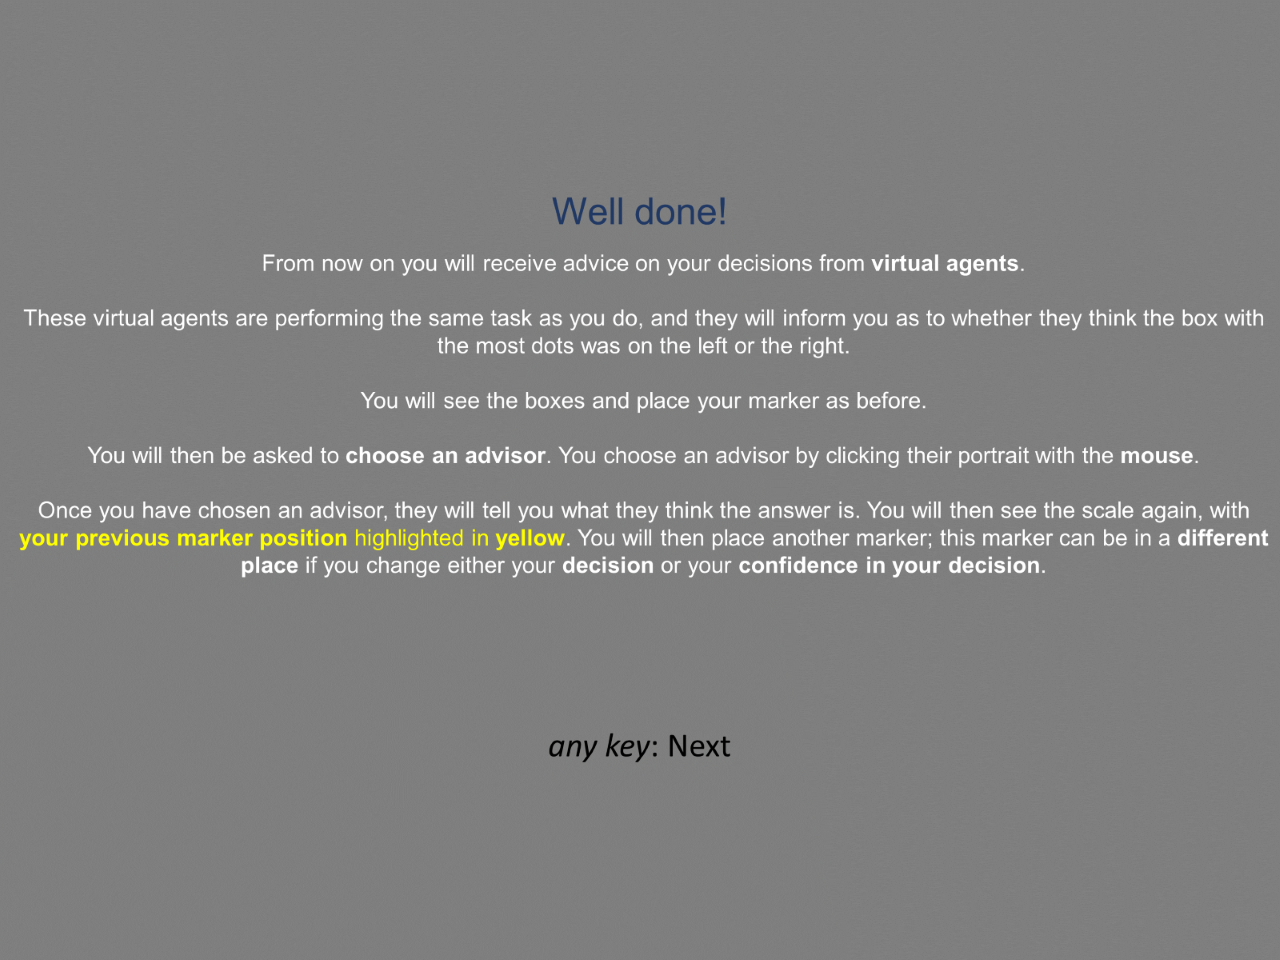 Well done!
From now on you will receive advice on your decisions from virtual agents.
These virtual agents are performing the same task as you do, and they will inform you as to whether they think the box with
the most dots was on the left or the right.
You will see the boxes and place your marker as before.
You will then be asked to choose an advisor. You choose an advisor by clicking their portrait with the mouse.
Once you have chosen an advisor, they will tell you what they think the answer is. You will then see the scale again, with
your previous marker position highlighted in yellow. You will then place another marker; this marker can be in a different
place if you change either your decision or your confidence in your decision.
any key: Next